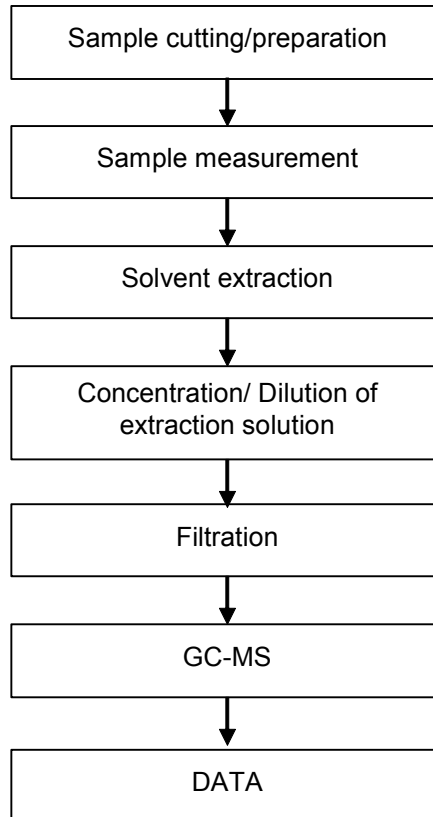 Sample cutting/preparation
Sample measurement
Solvent extraction
Concentration/ Dilution of
extraction solution
Filtration
GC-MS
DATA